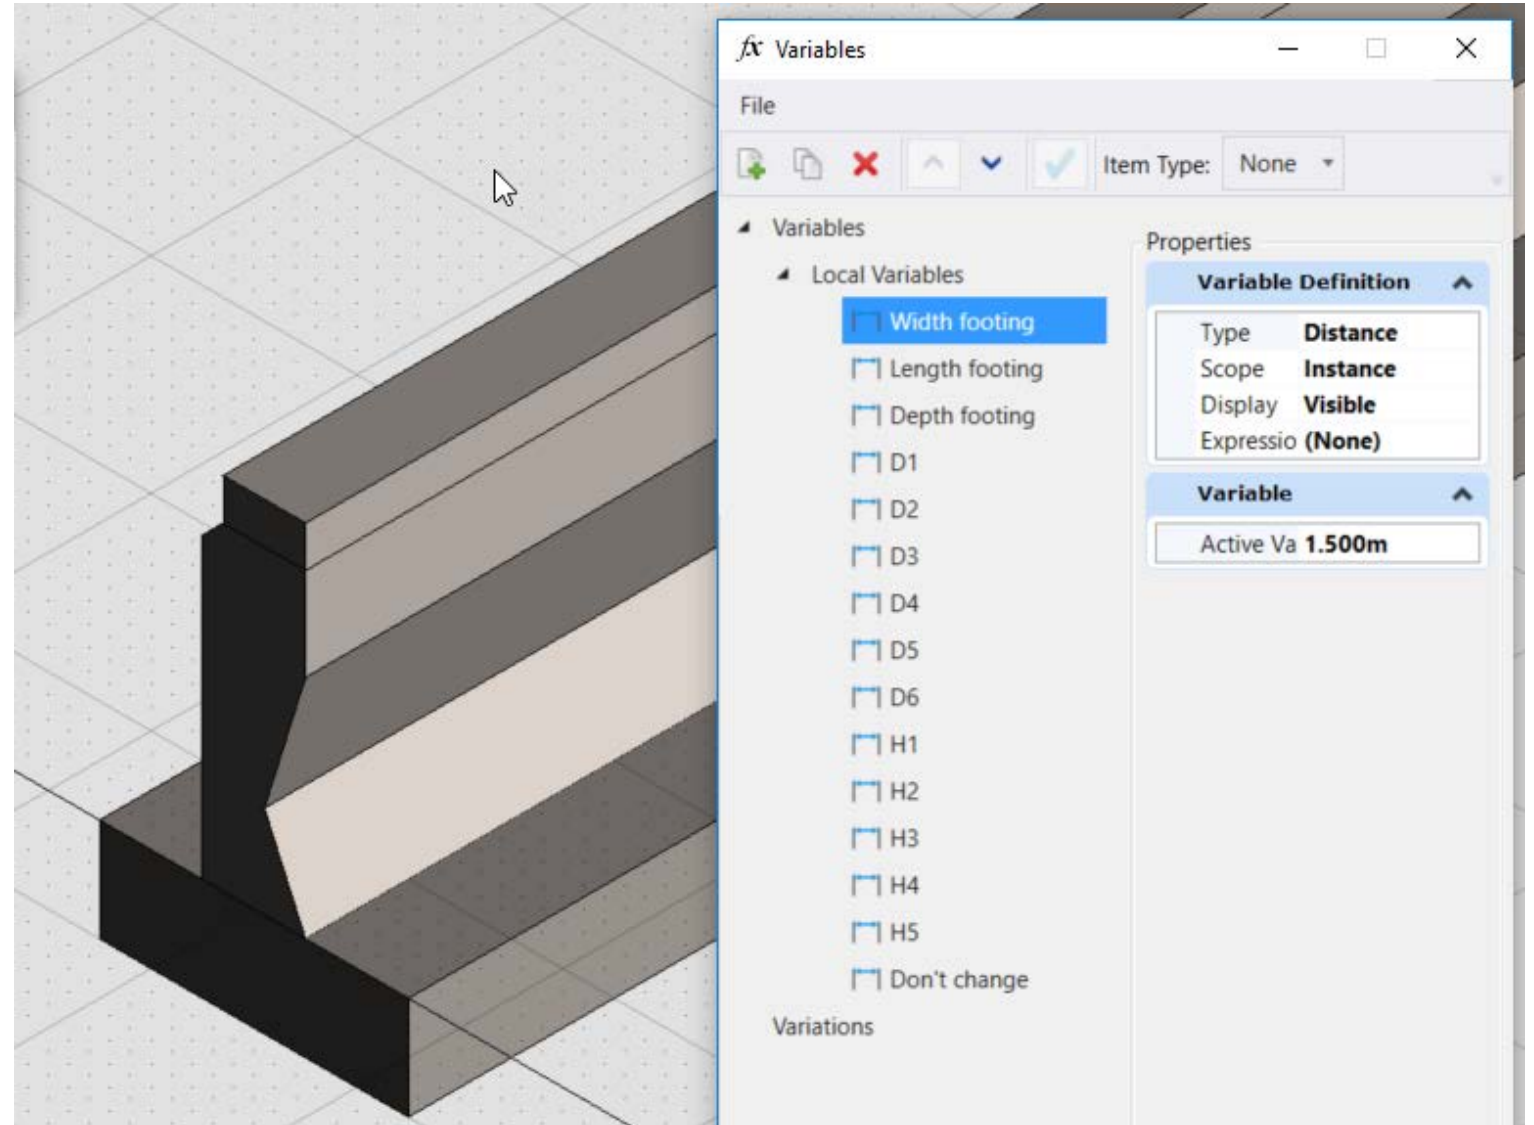 fx Variables
File
Item Type: None
Variables
Local Variables
Width footing
Length footing
Depth footing
D1
D2
D3
D4
D5
D6
H1
H2
H3
H4
H5
Don't change
Variations
Properties
Variable Definition
Type Distance
Scope Instance
Display Visible
Expressio (None)
Variable
Active Va 1.500m